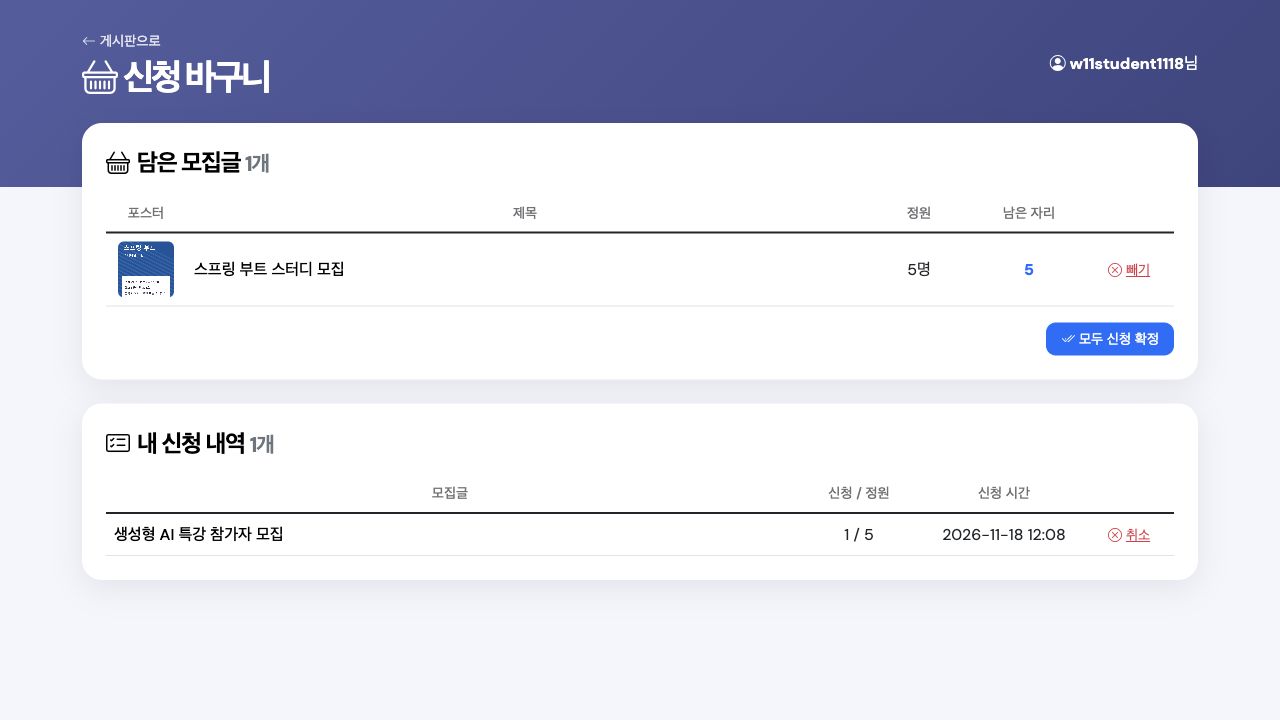 ← 게시판으로
신청 바구니
w11student1118님
담은 모집글 1개
포스터 제목 정원 남은 자리
스프링 부트
스프링 부트 스터디 모집 5명 5 빼기
모두 신청 확정
내 신청 내역 1개
모집글 신청 / 정원 신청 시간
생성형 AI 특강 참가자 모집 1 / 5 2026-11-18 12:08 취소